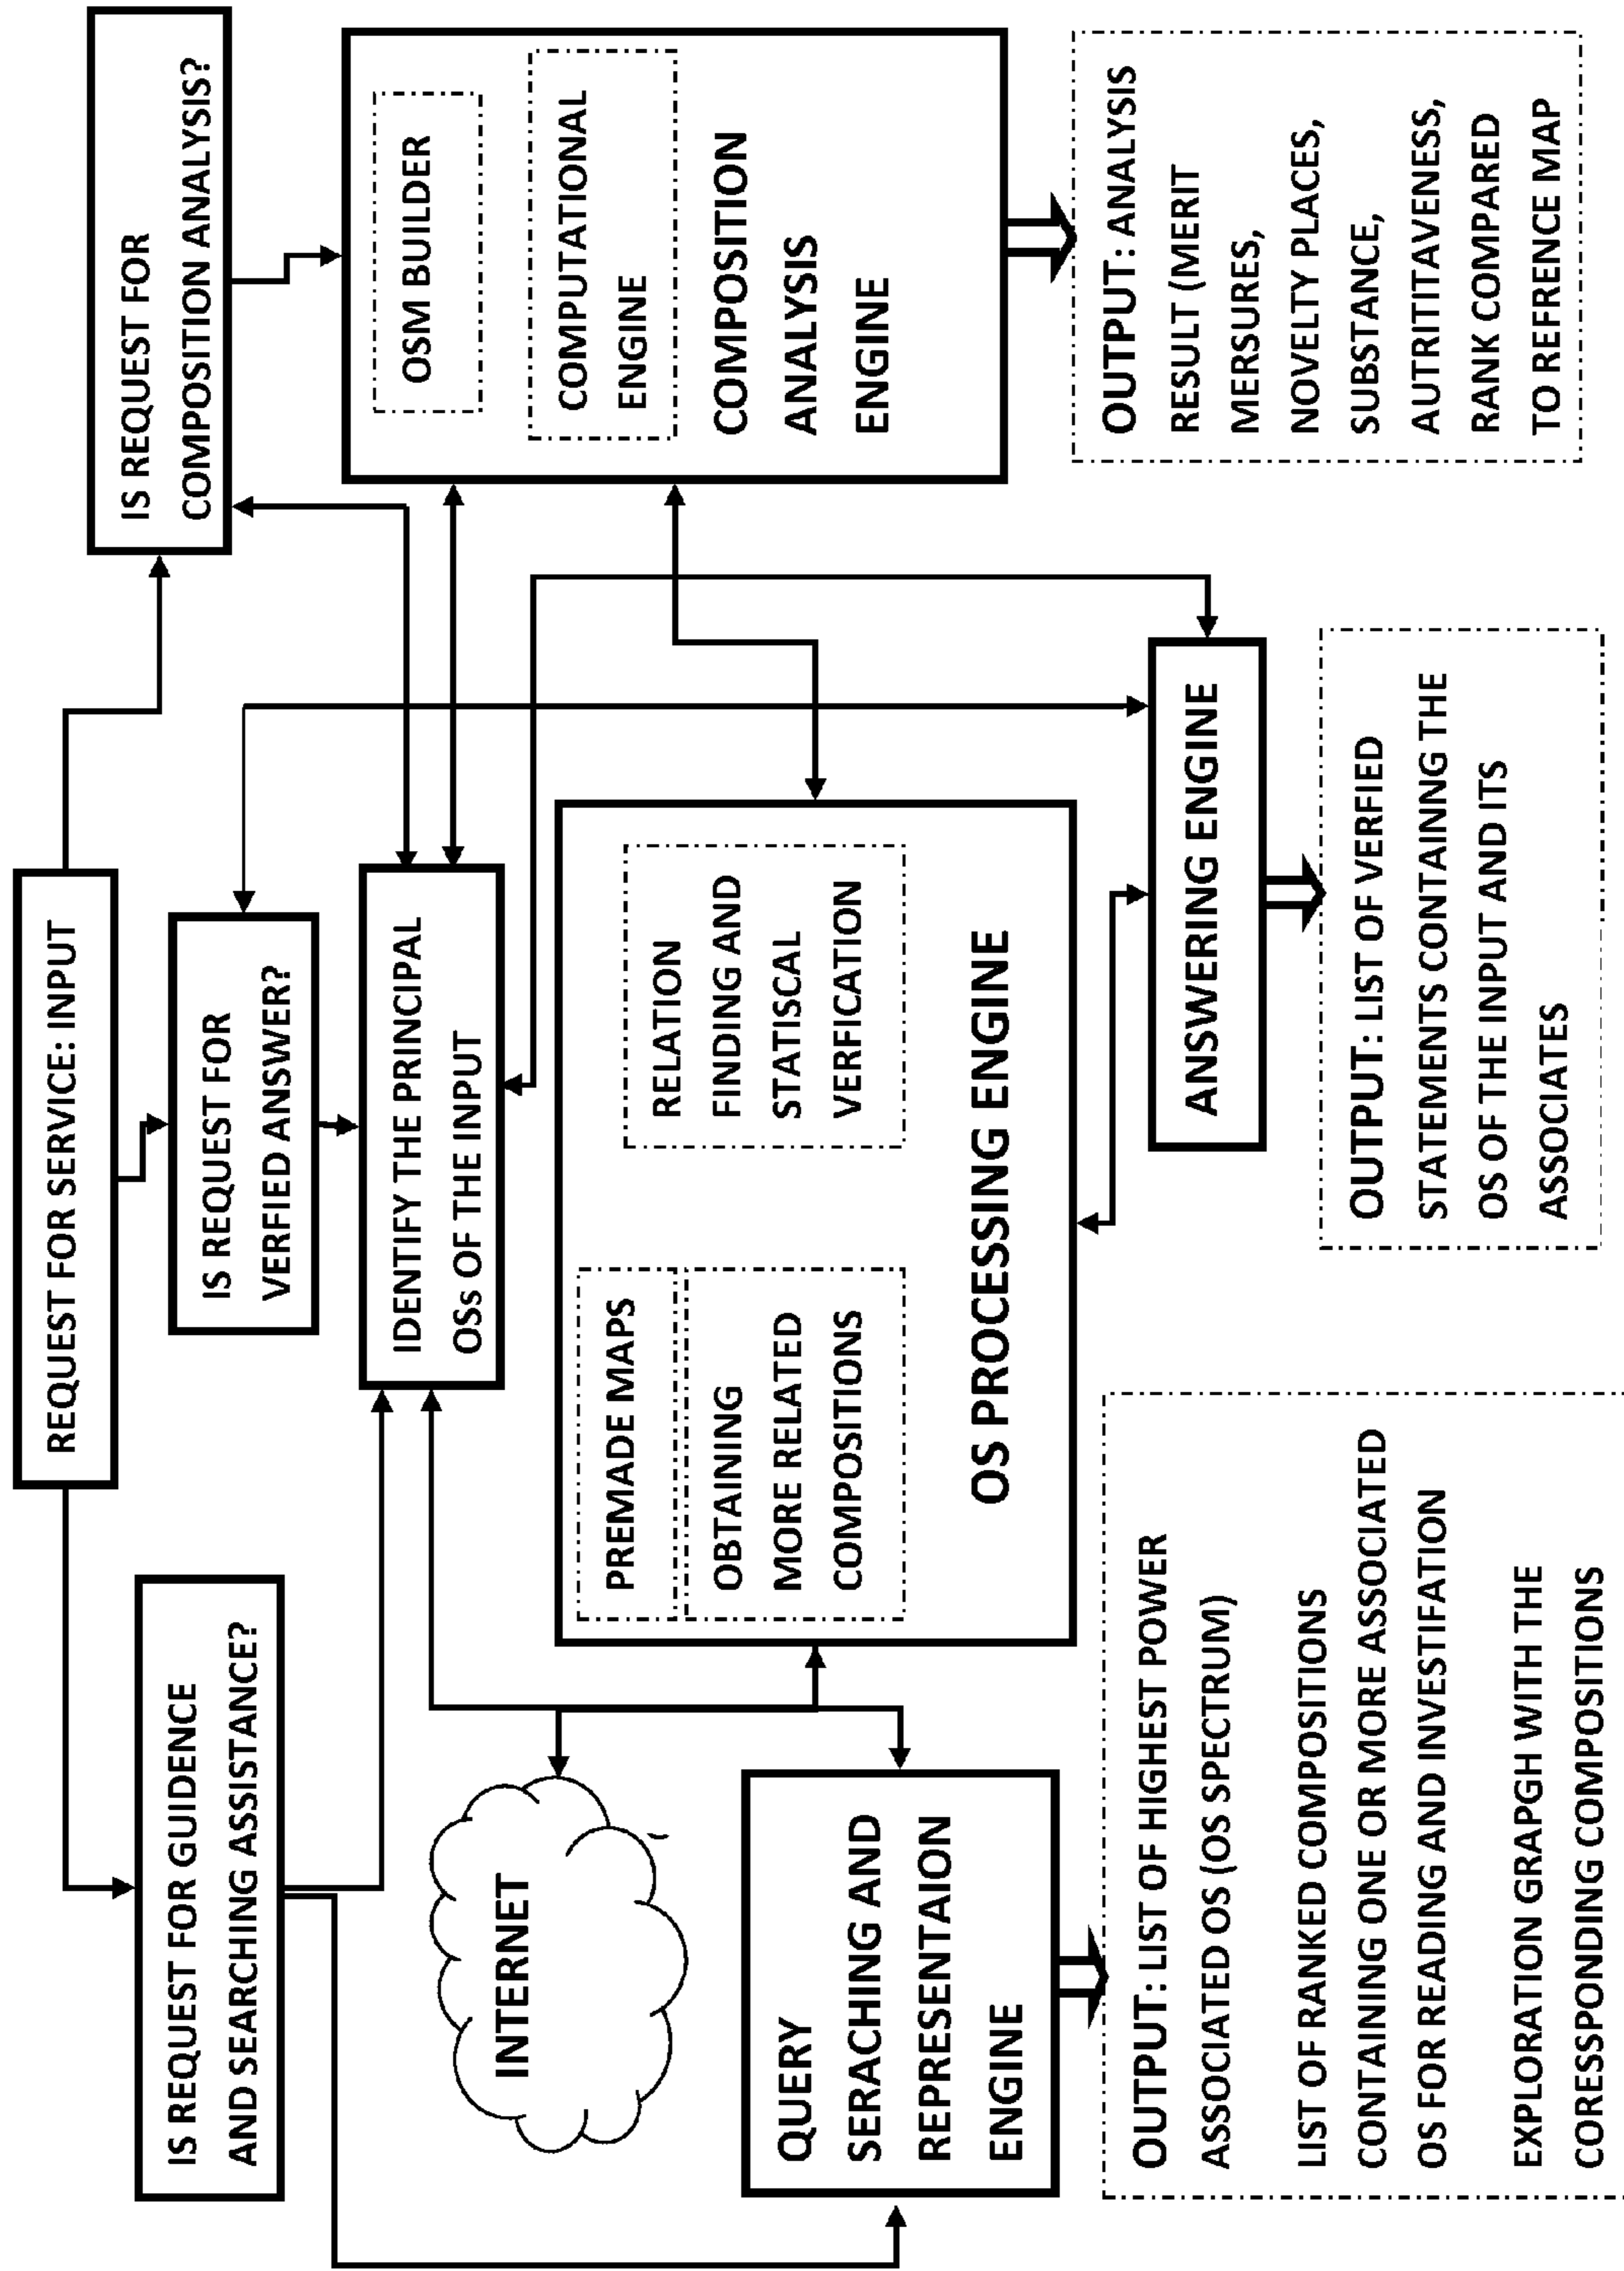 REQUEST FOR SERVICE: INPUT
IS REQUEST FOR GUIDENCE
AND SEARCHING ASSISTANCE?
IS REQUEST FOR
VERFIED ANSWER?
IS REQUEST FOR
COMPOSITION ANALYSIS?
IDENTIFY THE PRINCIPAL
OSs OF THE INPUT
INTERNET
PREMADE MAPS
OBTAINING
MORE RELATED
COMPOSITIONS
RELATION
FINDING AND
STATISCAL
VERFICATION
OS PROCESSING ENGINE
OSM BUILDER
COMPUTATIONAL
ENGINE
COMPOSITION
ANALYSIS
ENGINE
QUERY
SERACHING AND
REPRESENTAION
ENGINE
ANSWERING ENGINE
OUTPUT: LIST OF HIGHEST POWER
ASSOCIATED OS (OS SPECTRUM)
LIST OF RANKED COMPOSITIONS
CONTAINING ONE OR MORE ASSOCIATED
OS FOR READING AND INVESTIFATION
EXPLORATION GRAPGH WITH THE
CORESSPONDING COMPOSITIONS
OUTPUT: LIST OF VERFIED
STATEMENTS CONTAINING THE
OS OF THE INPUT AND ITS
ASSOCIATES
OUTPUT: ANALYSIS
RESULT (MERIT
MERSURES,
NOVELTY PLACES,
SUBSTANCE,
AUTRITITAVENESS,
RANK COMPARED
TO REFRENCE MAP